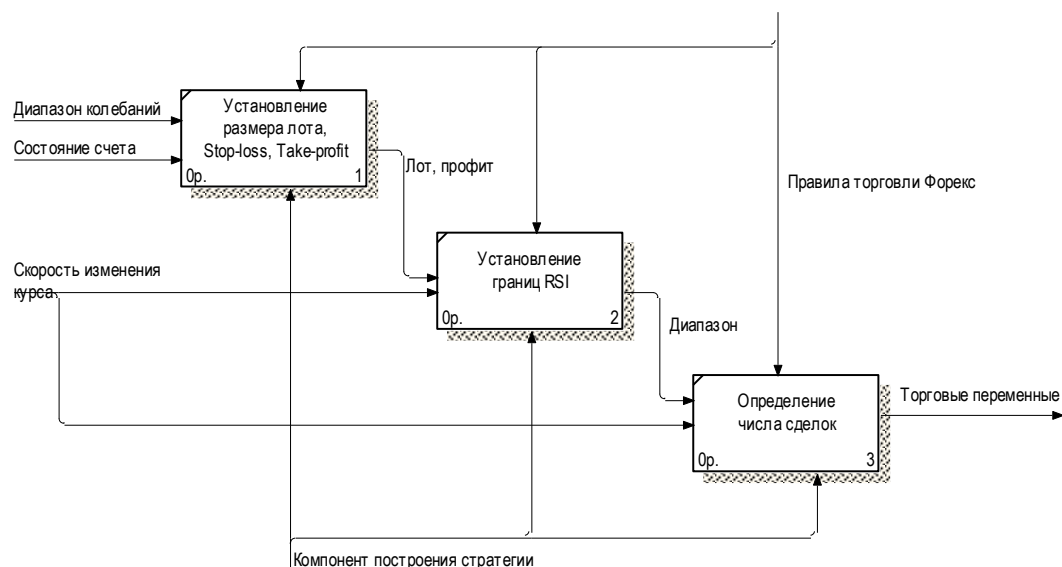 Диапазон колебаний
Состояние счета
Установление
размера лота,
Stop-loss, Take-profit
0р.
1
Лот, профит
Правила торговли Форекс
Скорость изменения
курса
Установление
границ RSI
0р.
2
Диапазон
Определение
числа сделок
0р.
3
Торговые переменные
Компонент построения стратегии